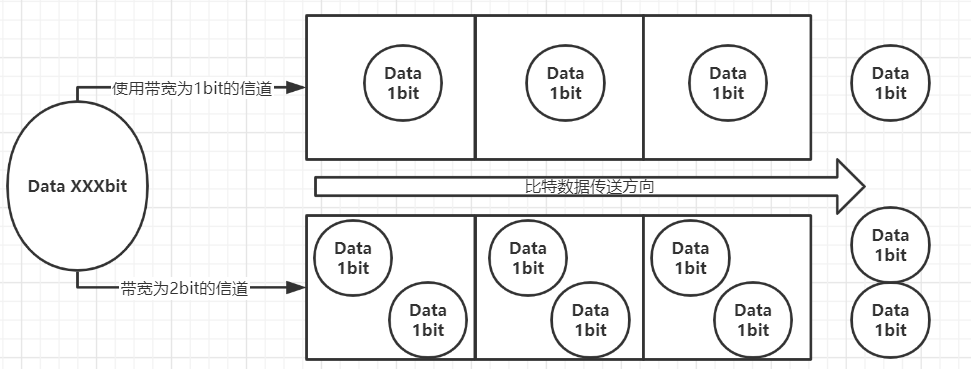 Data
1bit
Data
1bit
Data
1bit
Data
1bit
使用带宽为1bit的信道
Data XXXbit
比特数据传送方向
Data
1bit
Data
1bit
Data
1bit
Data
1bit
带宽为2bit的信道
Data
1bit
Data
1bit
Data
1bit
Data
1bit